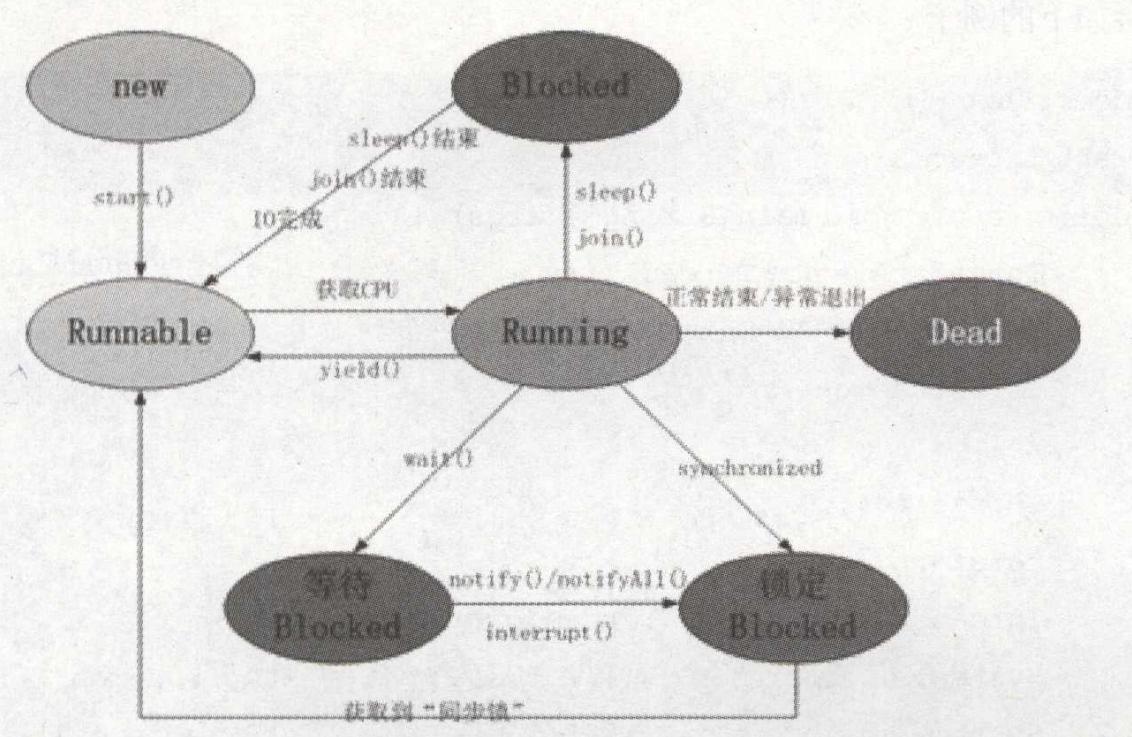 new
Blocked
sleep()结束
start()
join()结束
IO完成
sleep()
join()
获取CPU
正常结束/异常退出
Runnable
Running
Dead
yield()
wait()
synchronized
等待
Blocked
notify()/notifyAll()
interrupt()
锁定
Blocked
获取到“同步锁”